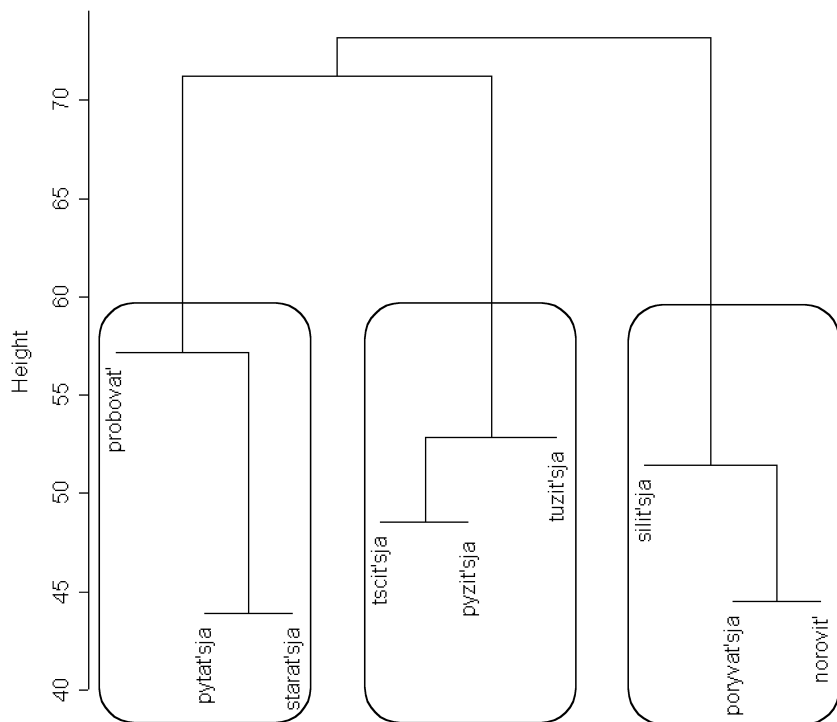 Height
70
65
60
55
50
45
40
probovat'
pytat'sja
starat'sja
tscit'sja
pyzit'sja
tuzit'sja
silit'sja
poryvat'sja
norovit'